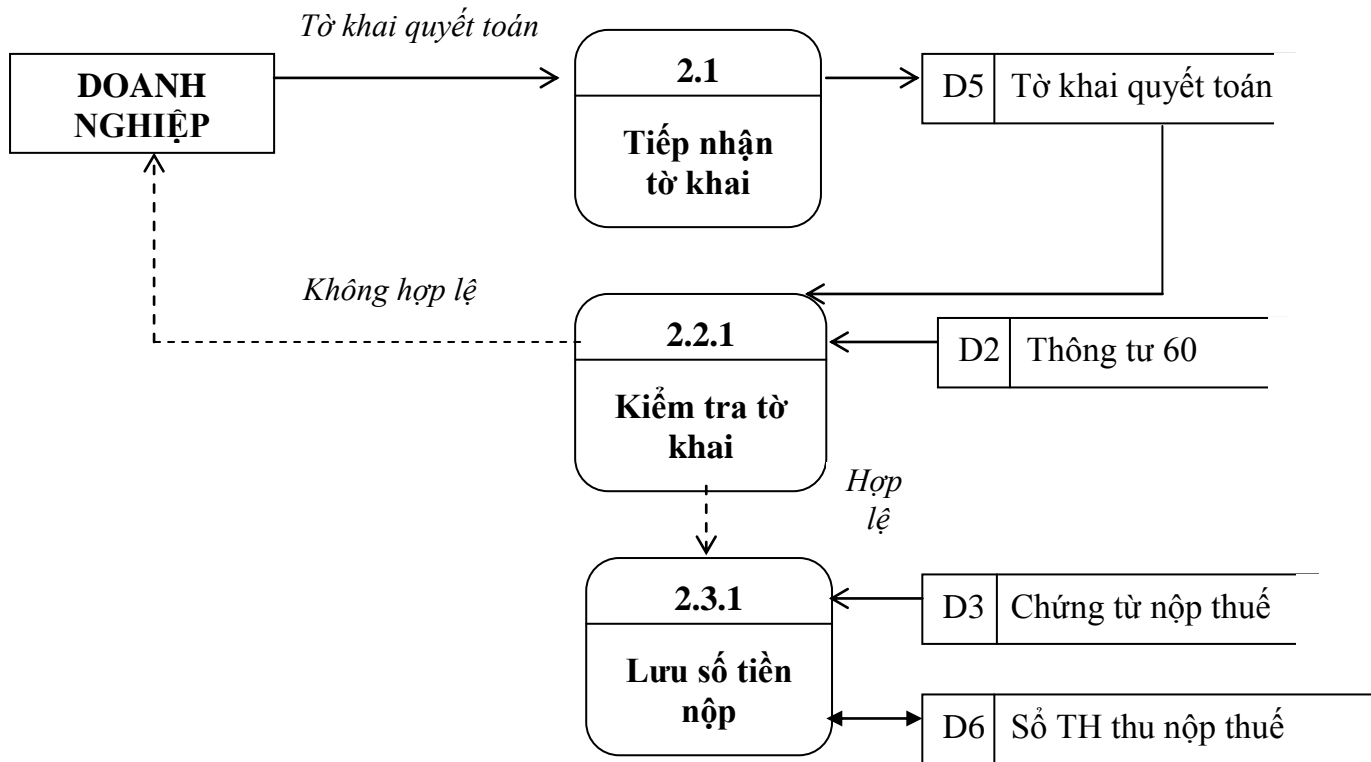 Tờ khai quyết toán
DOANH
NGHIỆP
2.1
Tiếp nhận
tờ khai
D5 Tờ khai quyết toán
Không hợp lệ
2.2.1
Kiểm tra tờ
khai
D2 Thông tư 60
Hợp
lệ
2.3.1
Lưu số tiền
nộp
D3 Chứng từ nộp thuế
D6 Sổ TH thu nộp thuế